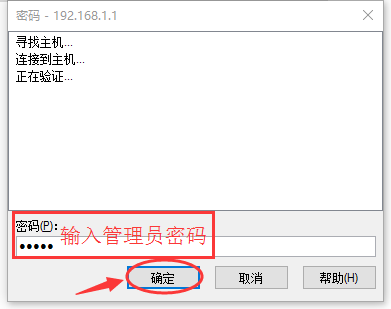 密码 - 192.168.1.1
寻找主机...
连接到主机...
正在验证...
密码(P):
●●●●● 输入管理员密码
确定 取消 帮助(H)